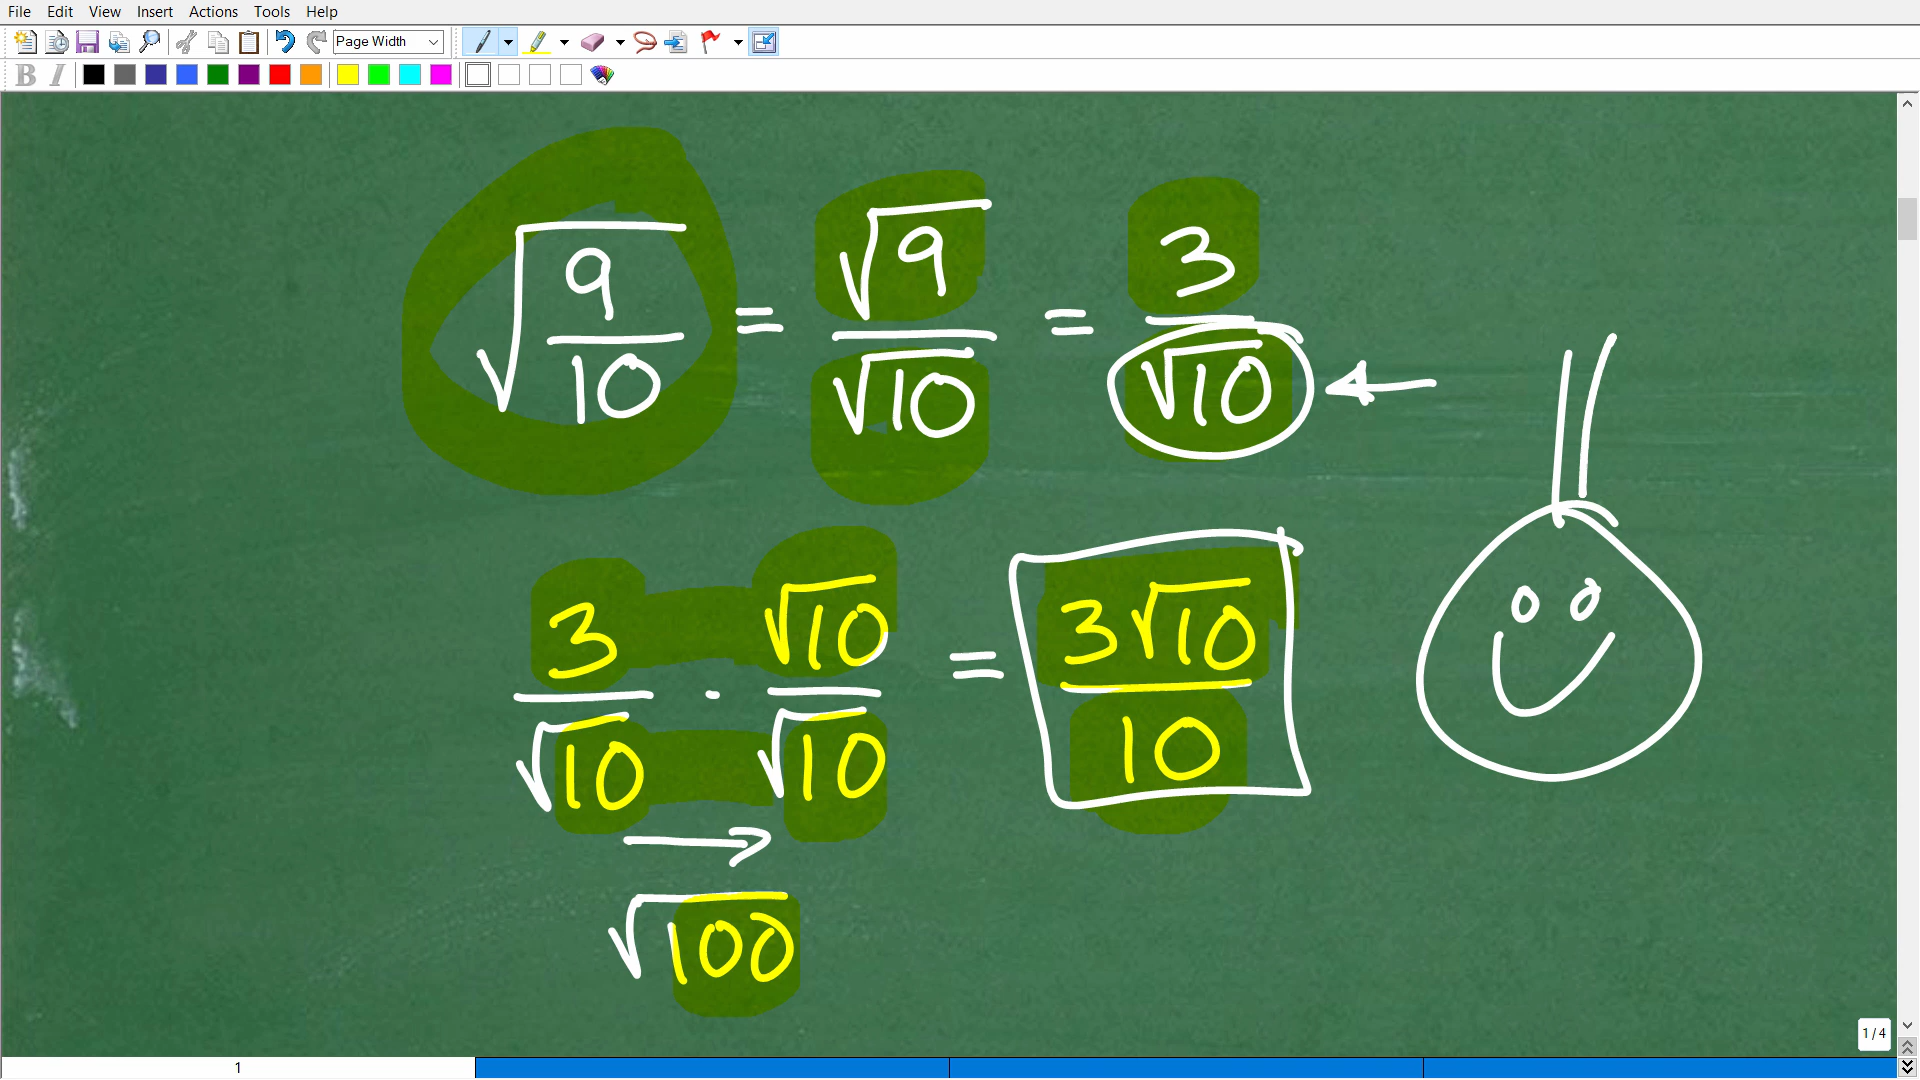 File Edit View Insert Actions Tools Help
Page Width
B I
√(9/10) = √9/√10 = 3/√10
3/√10 · √10/√10 = 3√10/10
√100
1 / 4
1